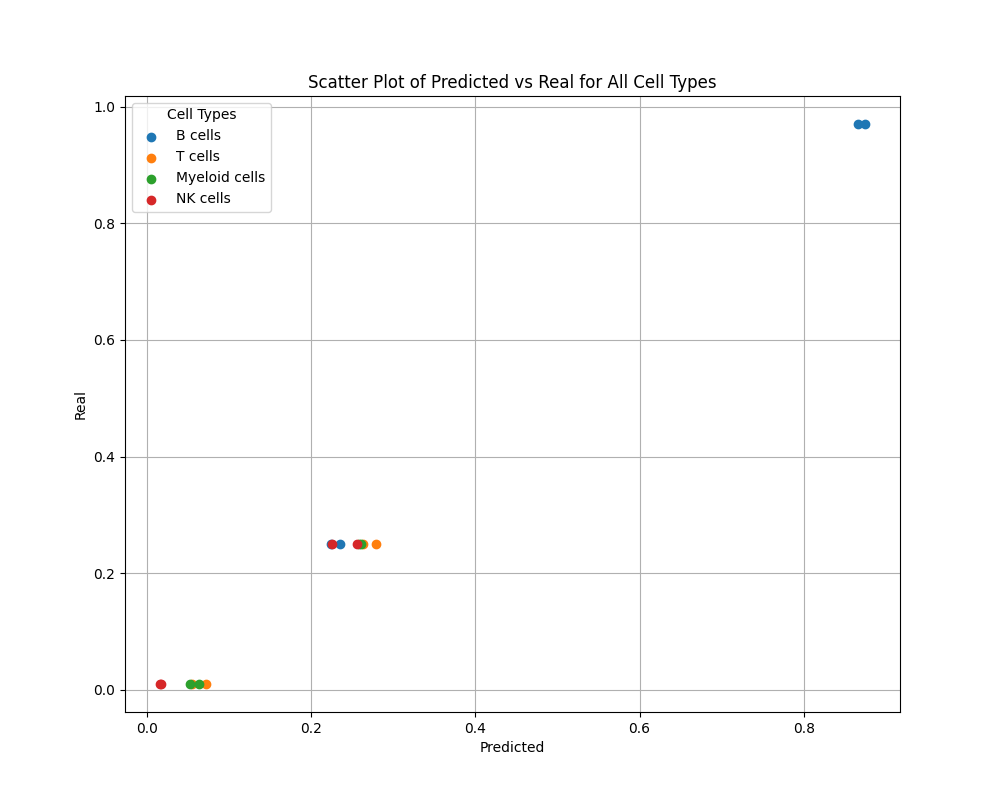 Scatter Plot of Predicted vs Real for All Cell Types
Cell Types
B cells
T cells
Myeloid cells
NK cells
1.0
0.8
0.6
0.4
0.2
0.0
Real
0.0 0.2 0.4 0.6 0.8
Predicted